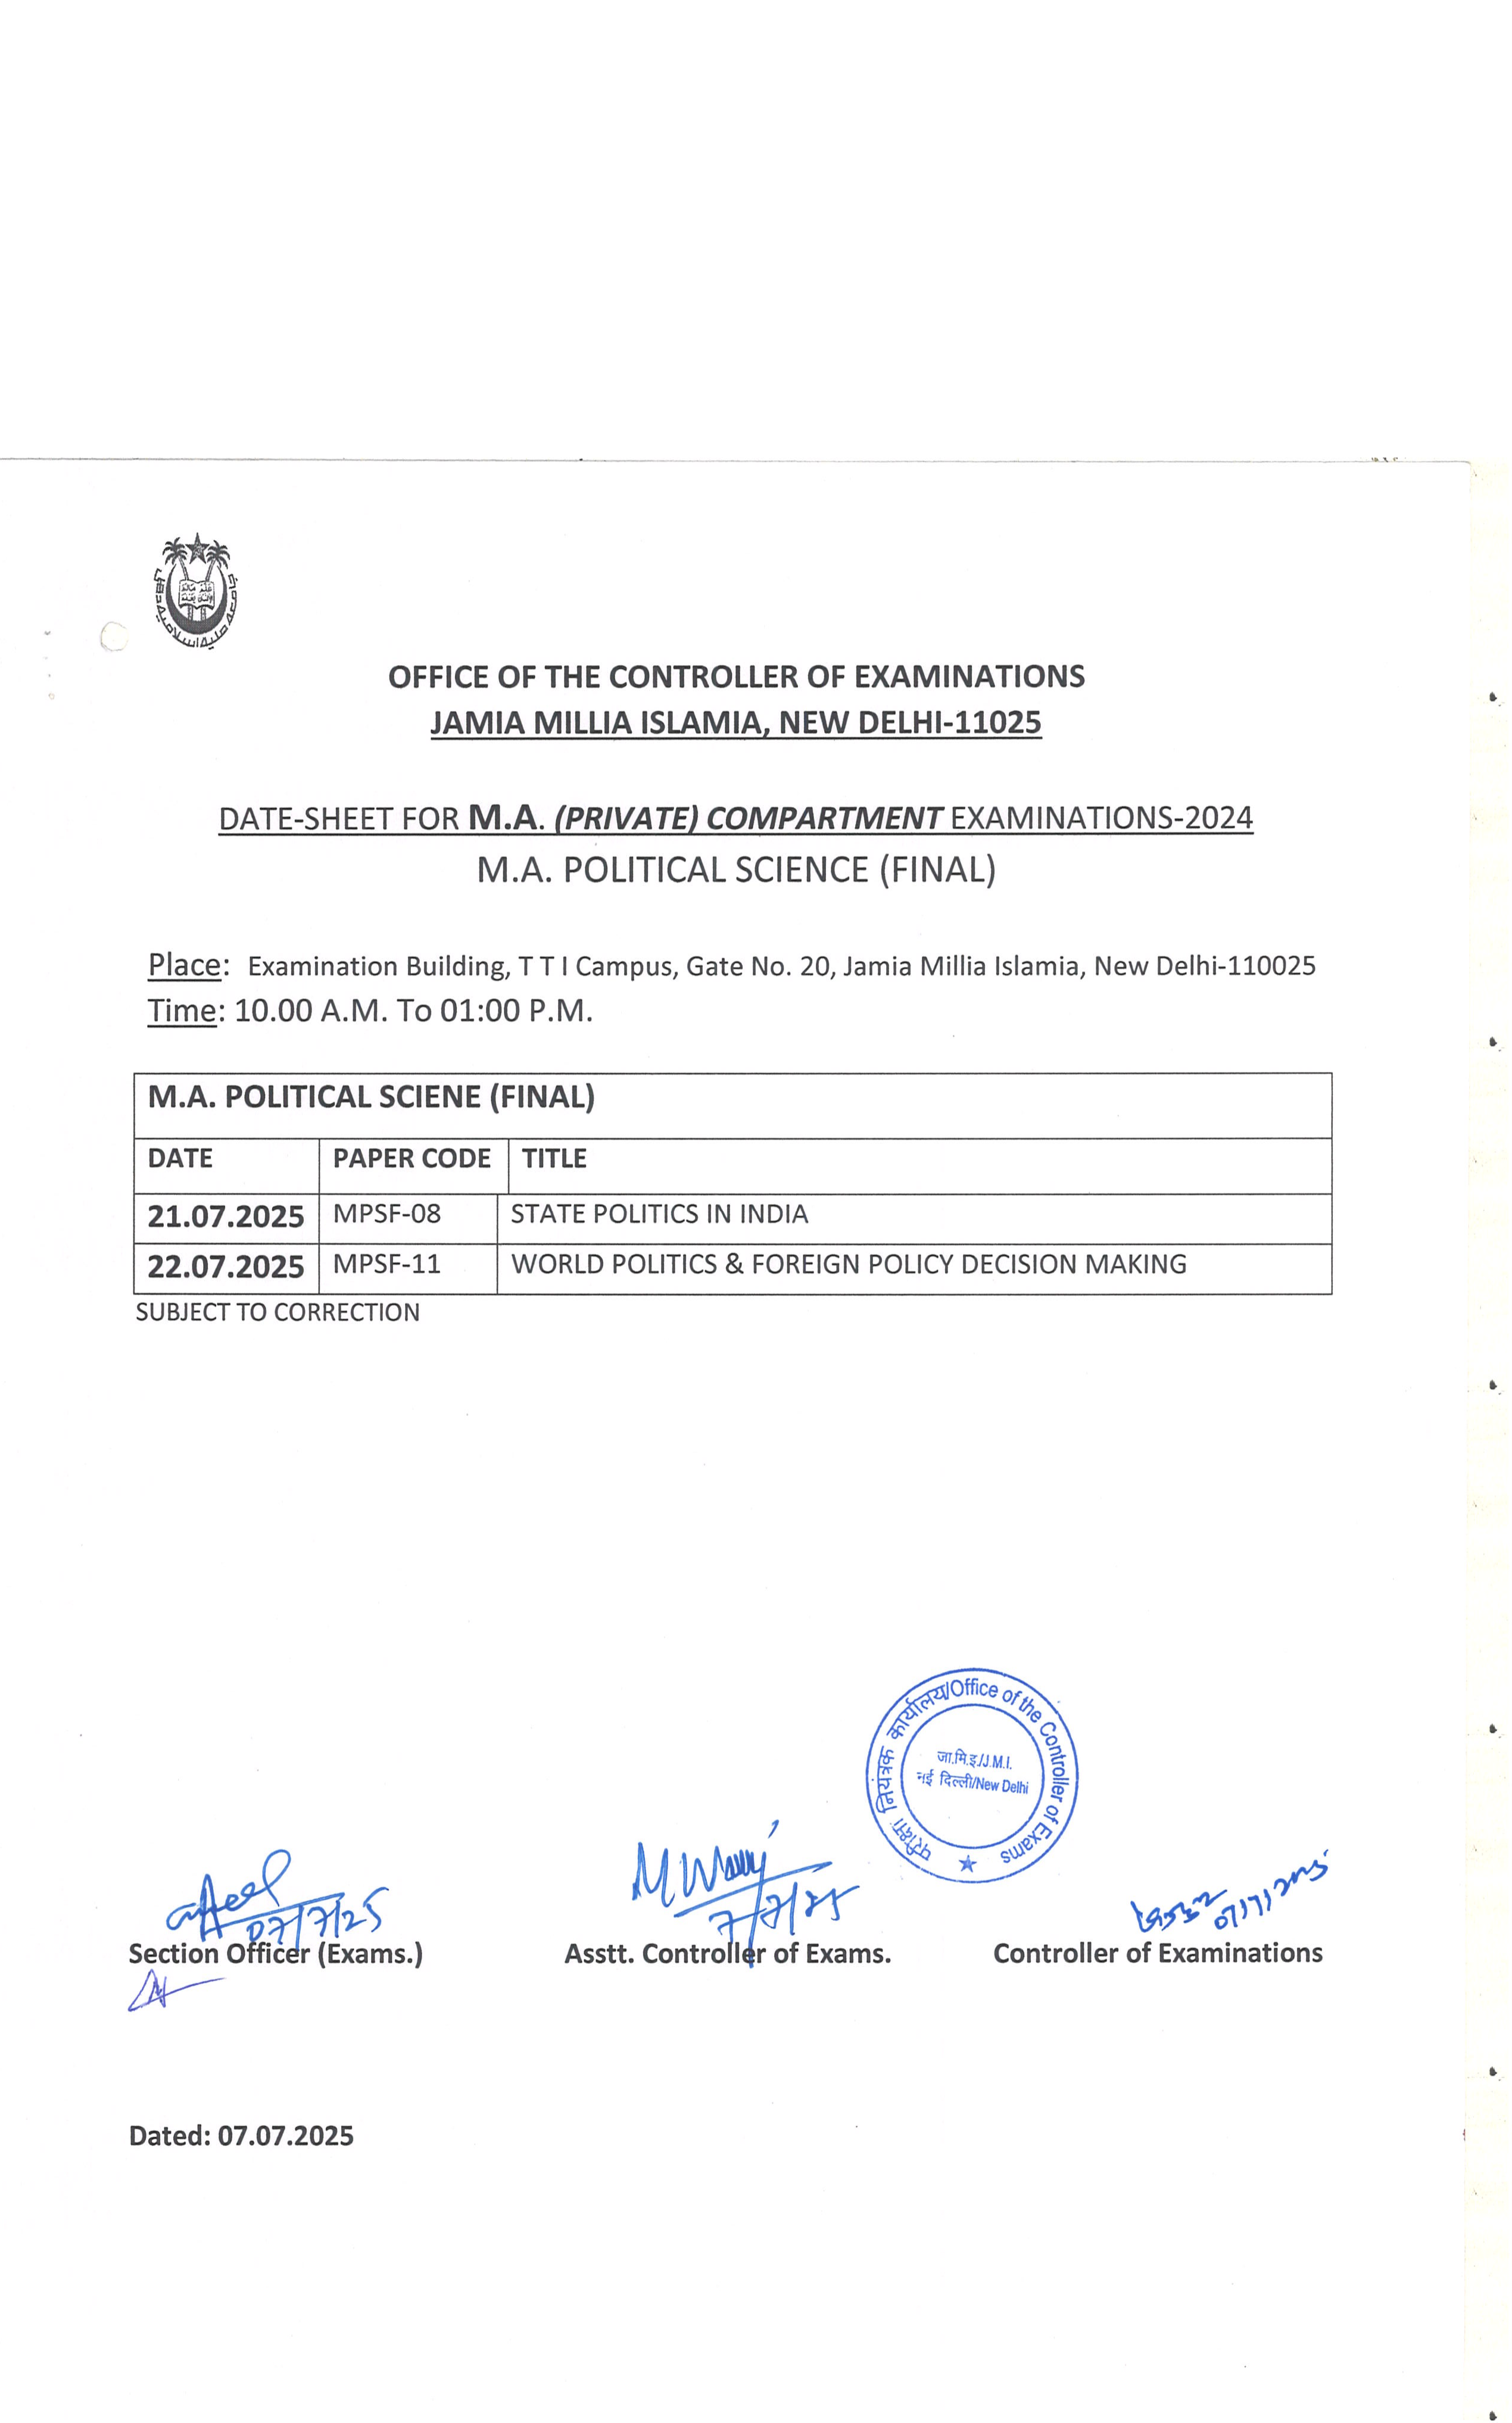 OFFICE OF THE CONTROLLER OF EXAMINATIONS
JAMIA MILLIA ISLAMIA, NEW DELHI-11025
DATE-SHEET FOR M.A. (PRIVATE) COMPARTMENT EXAMINATIONS-2024
M.A. POLITICAL SCIENCE (FINAL)
Place: Examination Building, T T I Campus, Gate No. 20, Jamia Millia Islamia, New Delhi-110025
Time: 10.00 A.M. To 01:00 P.M.
M.A. POLITICAL SCIENE (FINAL)
DATE PAPER CODE TITLE
21.07.2025 MPSF-08 STATE POLITICS IN INDIA
22.07.2025 MPSF-11 WORLD POLITICS & FOREIGN POLICY DECISION MAKING
SUBJECT TO CORRECTION
परीक्षा नियंत्रक कार्यालय/Office of the Controller of Exams
जा.मि.इ./J.M.I.
नई दिल्ली/New Delhi
07/7/25
7/7/25
Section Officer (Exams.) Asstt. Controller of Exams. Controller of Examinations
Dated: 07.07.2025